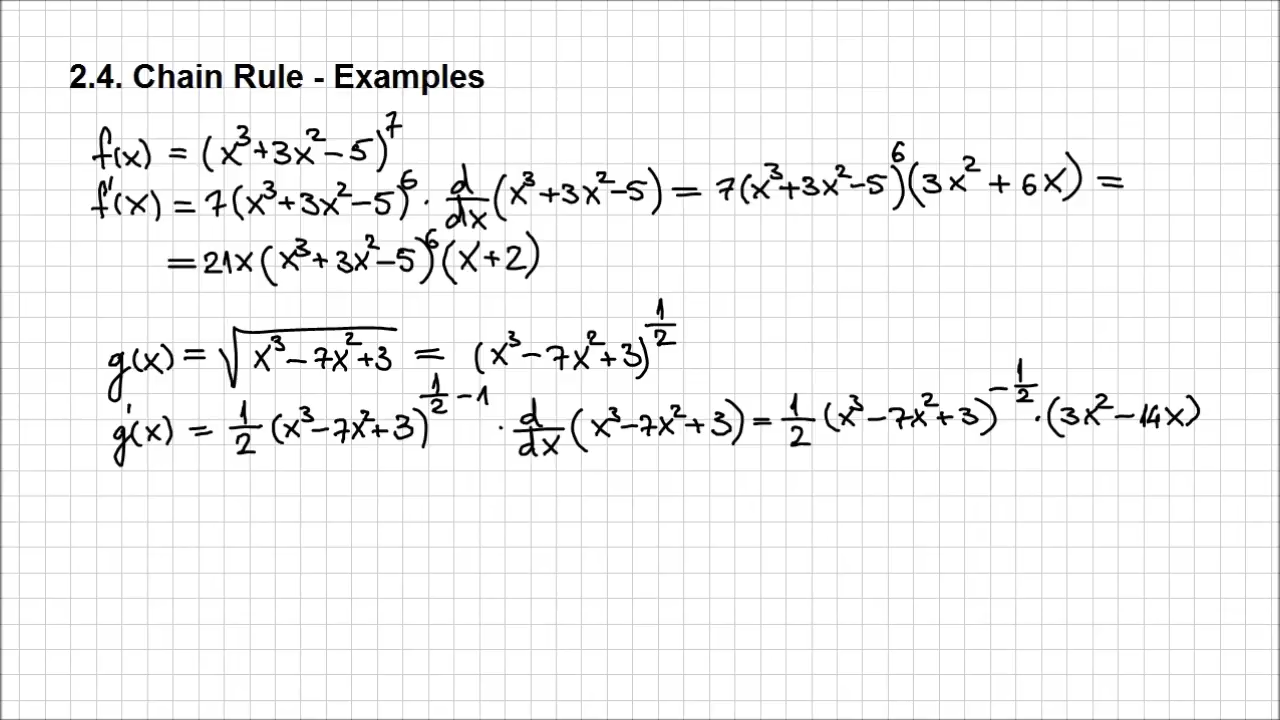 2.4. Chain Rule - Examples
f(x) = (x³+3x²-5)⁷
f'(x) = 7(x³+3x²-5)⁶ · d/dx (x³+3x²-5) = 7(x³+3x²-5)⁶(3x²+6x) =
= 21x(x³+3x²-5)⁶(x+2)
g(x) = √(x³-7x²+3) = (x³-7x²+3)^(1/2)
g'(x) = 1/2 (x³-7x²+3)^(1/2 -1) · d/dx (x³-7x²+3) = 1/2 (x³-7x²+3)^(-1/2) · (3x²-14x)